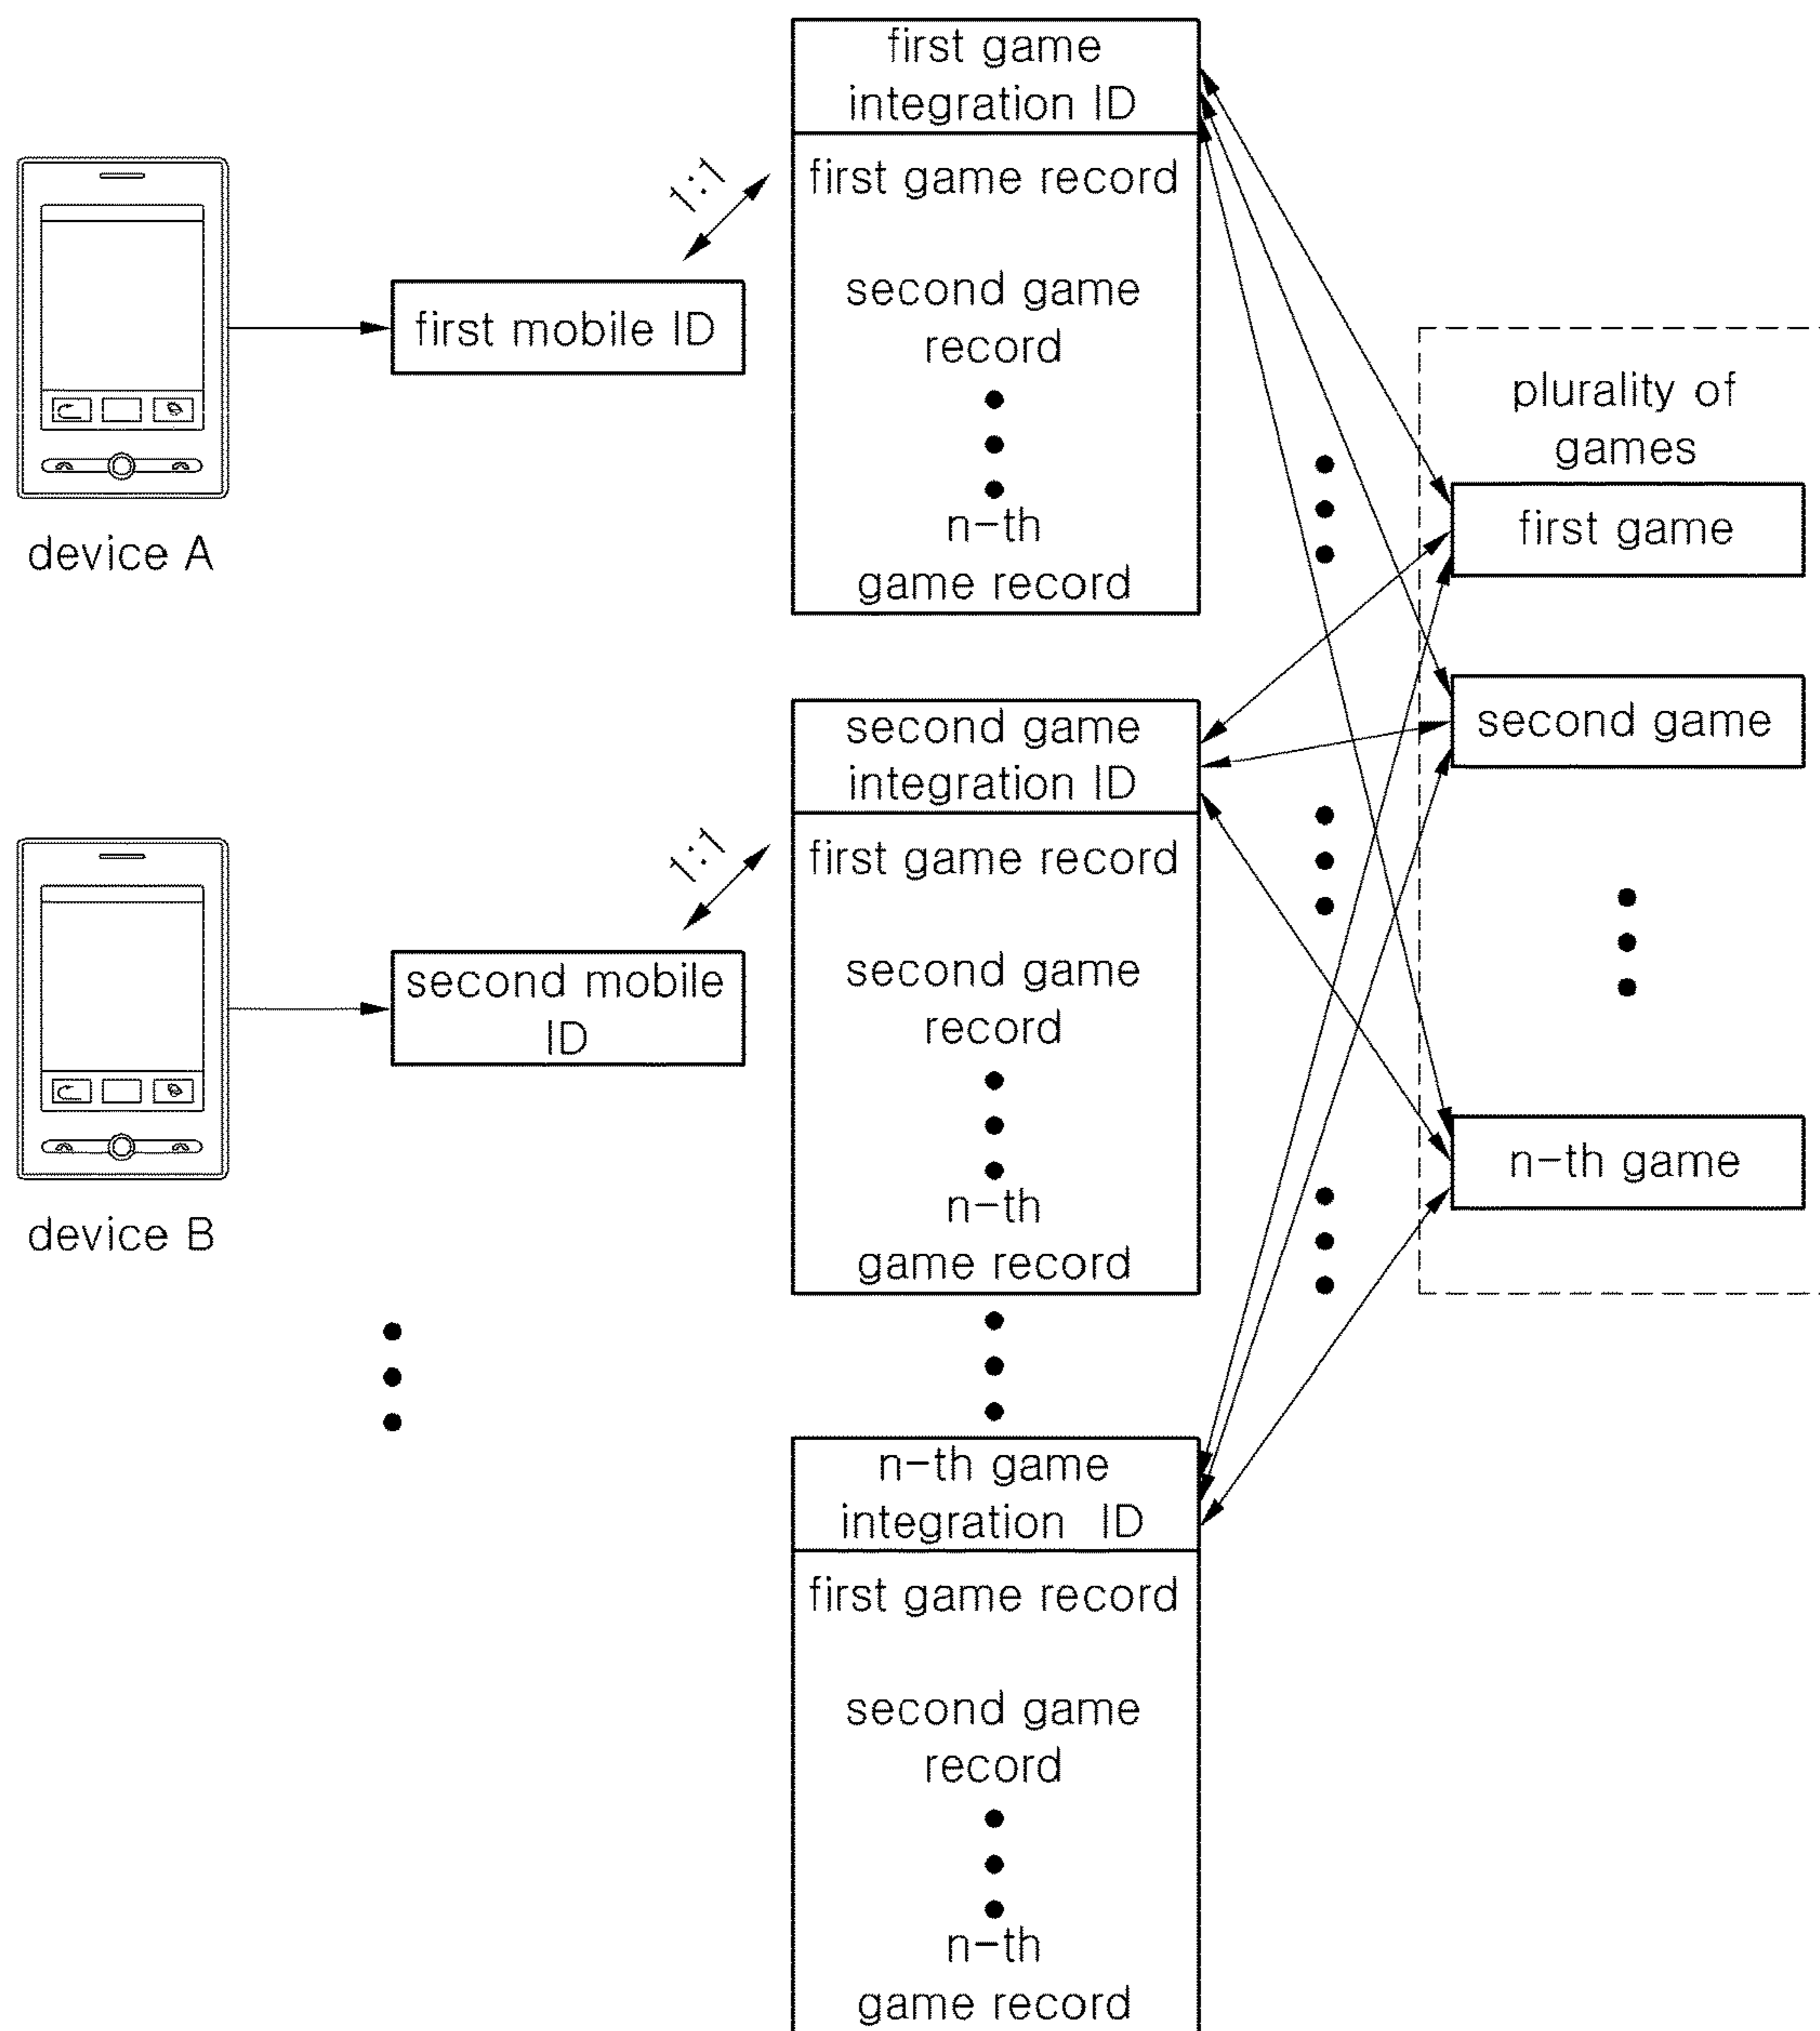 first game
integration ID
first game record
second game
record
n-th
game record
1:1
first mobile ID
device A
plurality of
games
first game
second game
n-th game
second game
integration ID
first game record
second game
record
n-th
game record
1:1
second mobile
ID
device B
n-th game
integration ID
first game record
second game
record
n-th
game record